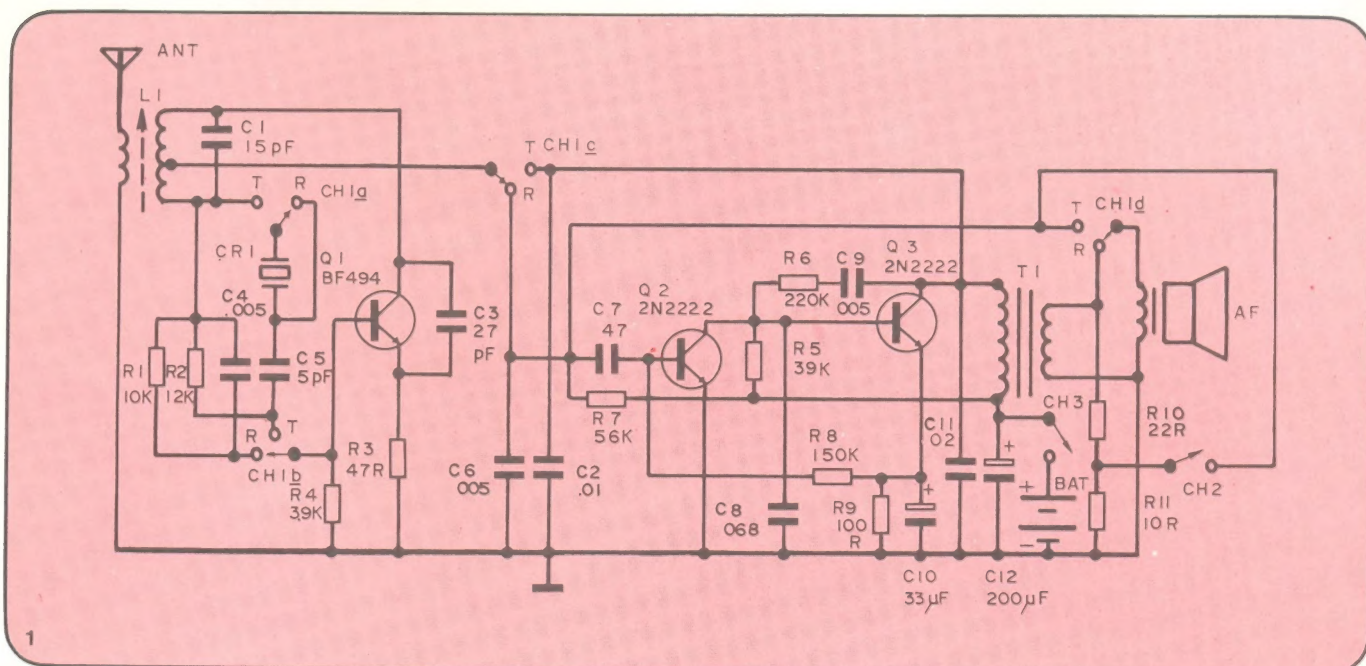 ANT
L1
C1
15pF
T
R
CH1a
CR1
Q1
BF494
C4
.005
C5
5pF
R1
10K
R2
12K
R
T
CH1b
R4
3,9K
R3
47R
C3
27
pF
T
CH1c
R
C6
005
C2
.01
C7
47
R7
56K
Q2
2N2222
R6
220K
C9
005
R5
39K
Q3
2N2222
R8
150K
C8
068
R9
100
R
+
C10
33µF
C11
02
+
C12
200µF
T1
CH3
+
BAT
-
T
CH1d
R
AF
R10
22R
R11
10R
CH2
1